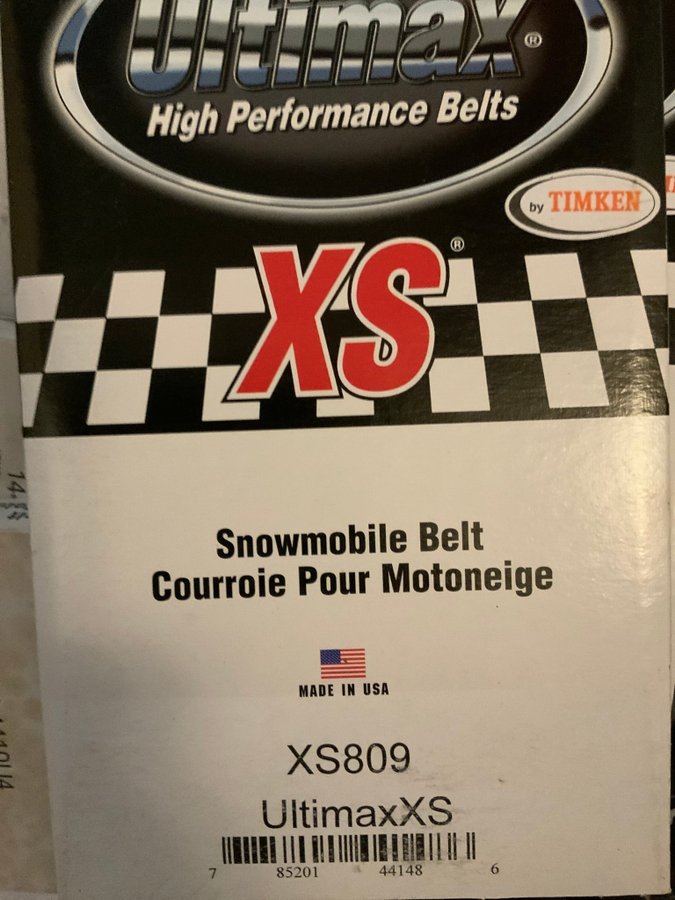 Ultimax®
High Performance Belts
by TIMKEN
XS®
Snowmobile Belt
Courroie Pour Motoneige
MADE IN USA
XS809
UltimaxXS
7 85201 44148 6